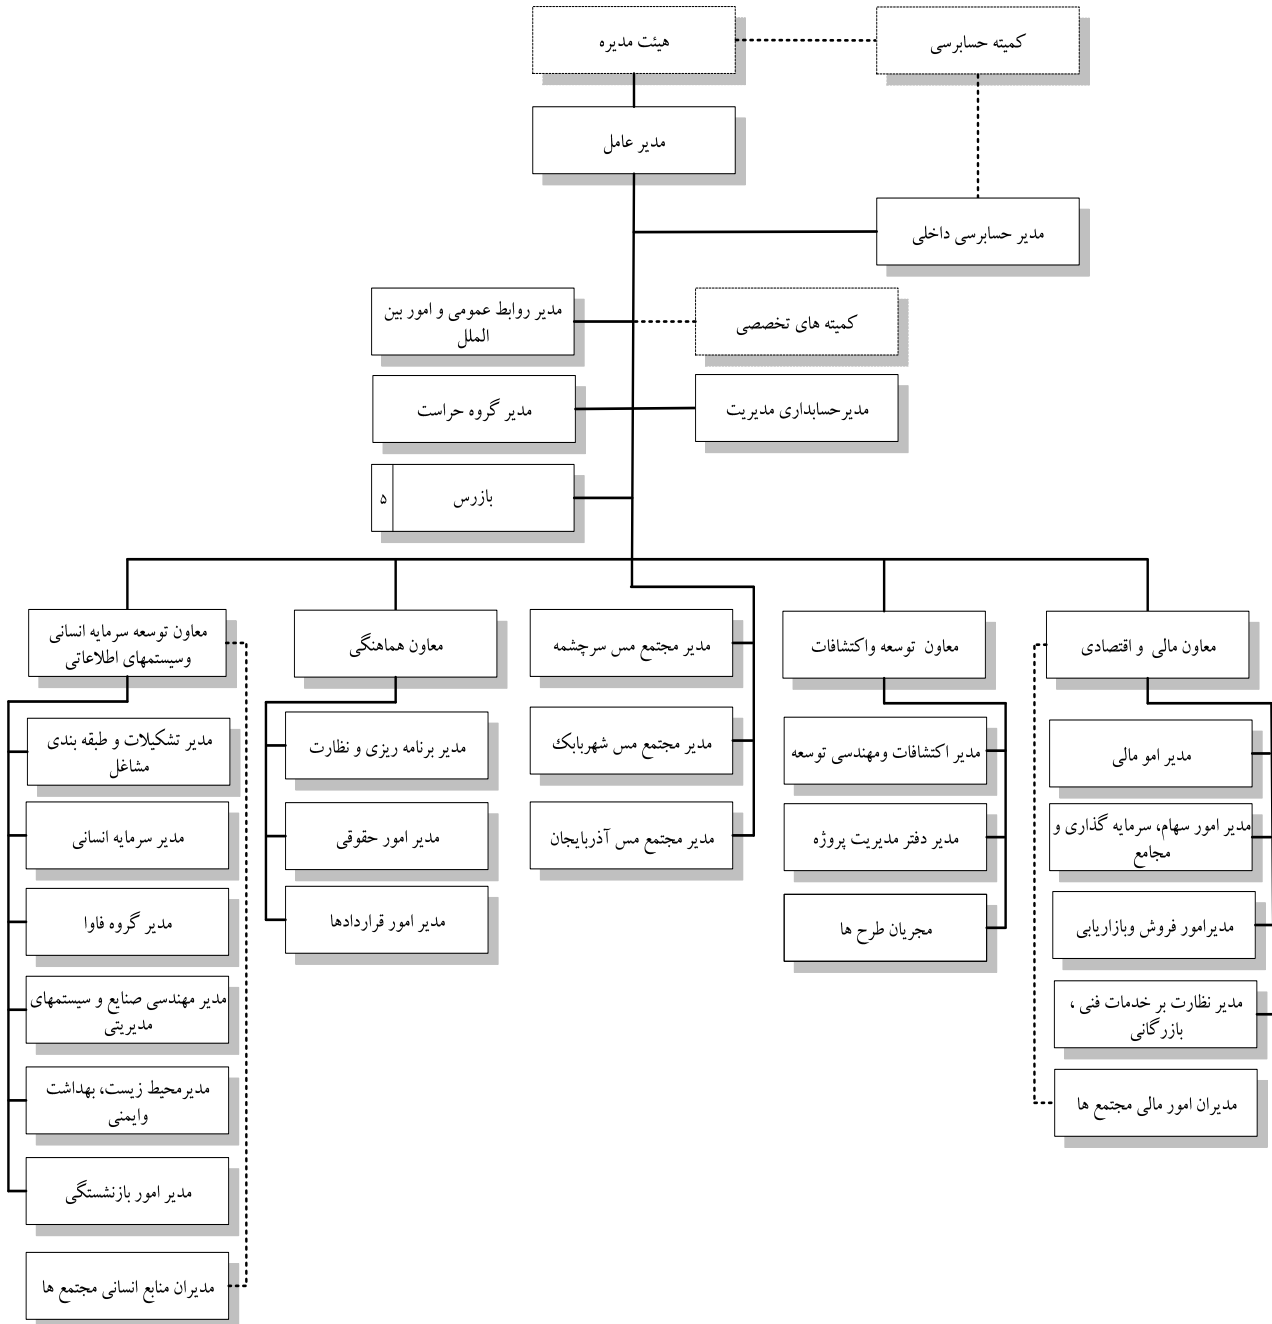 هیئت مدیره
کمیته حسابرسی
مدیر عامل
مدیر حسابرسی داخلی
کمیته های تخصصی
مدیر روابط عمومی و امور بین
الملل
مدیرحسابداری مدیریت
مدیر گروه حراست
بازرس
۵
معاون مالی و اقتصادی
معاون توسعه واکتشافات
مدیر مجتمع مس سرچشمه
معاون هماهنگی
معاون توسعه سرمایه انسانی
وسیستمهای اطلاعاتی
مدیر امو مالی
مدیر امور سهام، سرمایه گذاری و
مجامع
مدیرامور فروش وبازاریابی
مدیر نظارت بر خدمات فنی ،
بازرگانی
مدیران امور مالی مجتمع ها
مدیر اکتشافات ومهندسی توسعه
مدیر دفتر مدیریت پروژه
مجریان طرح ها
مدیر مجتمع مس شهربابک
مدیر مجتمع مس آذربایجان
مدیر برنامه ریزی و نظارت
مدیر امور حقوقی
مدیر امور قراردادها
مدیر تشکیلات و طبقه بندی
مشاغل
مدیر سرمایه انسانی
مدیر گروه فاوا
مدیر مهندسی صنایع و سیستمهای
مدیریتی
مدیرمحیط زیست، بهداشت
وایمنی
مدیر امور بازنشستگی
مدیران منابع انسانی مجتمع ها